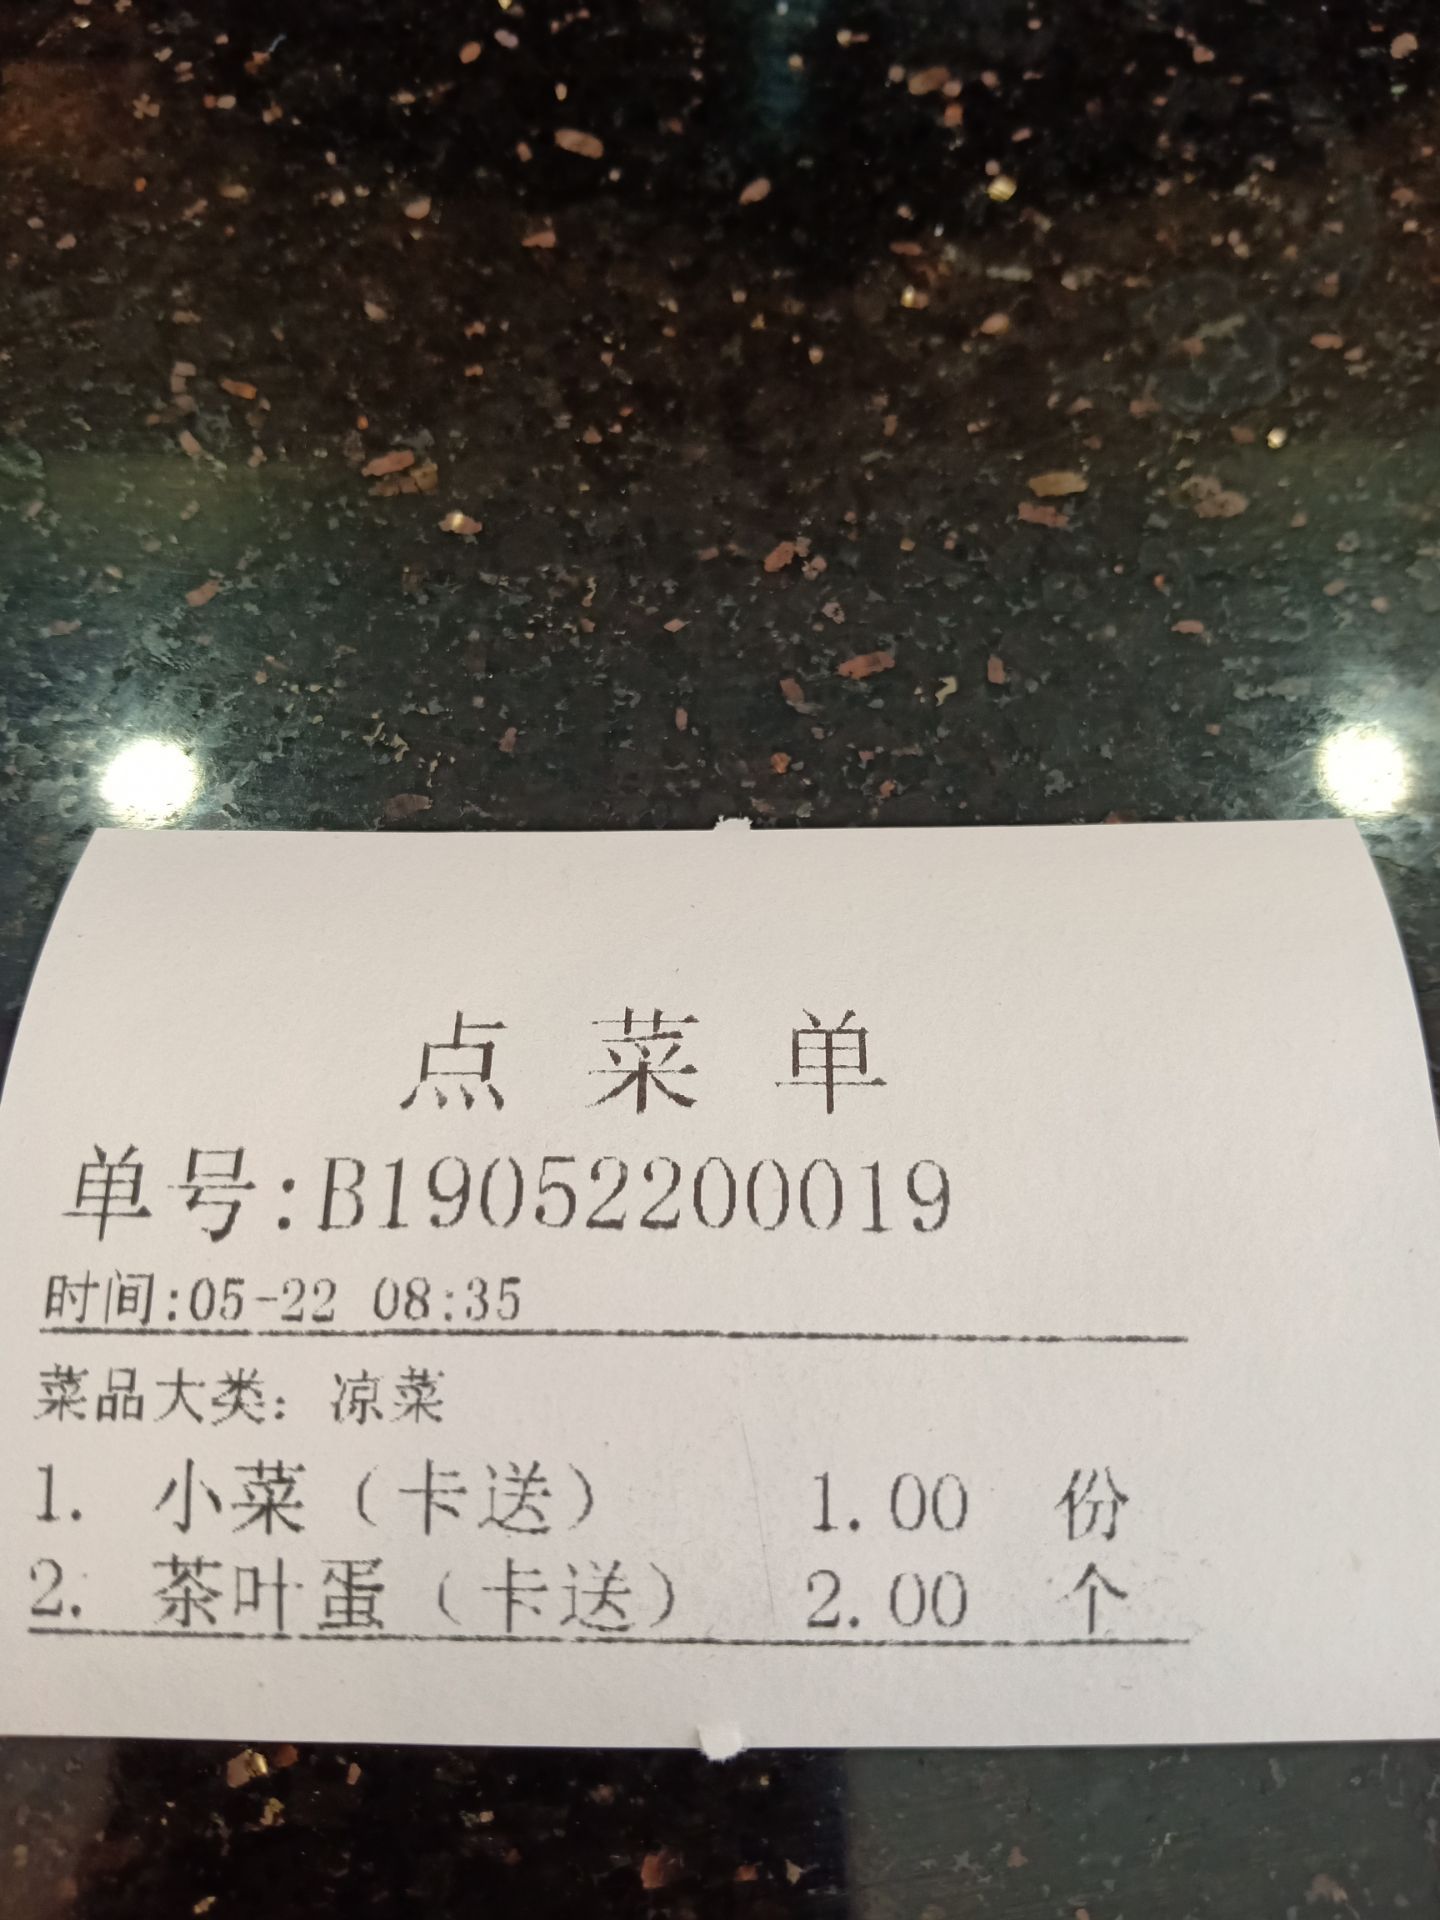 点 菜 单
单号:B19052200019
时间:05-22 08:35
菜品大类: 凉菜
1. 小菜(卡送) 1.00 份
2. 茶叶蛋(卡送) 2.00 个